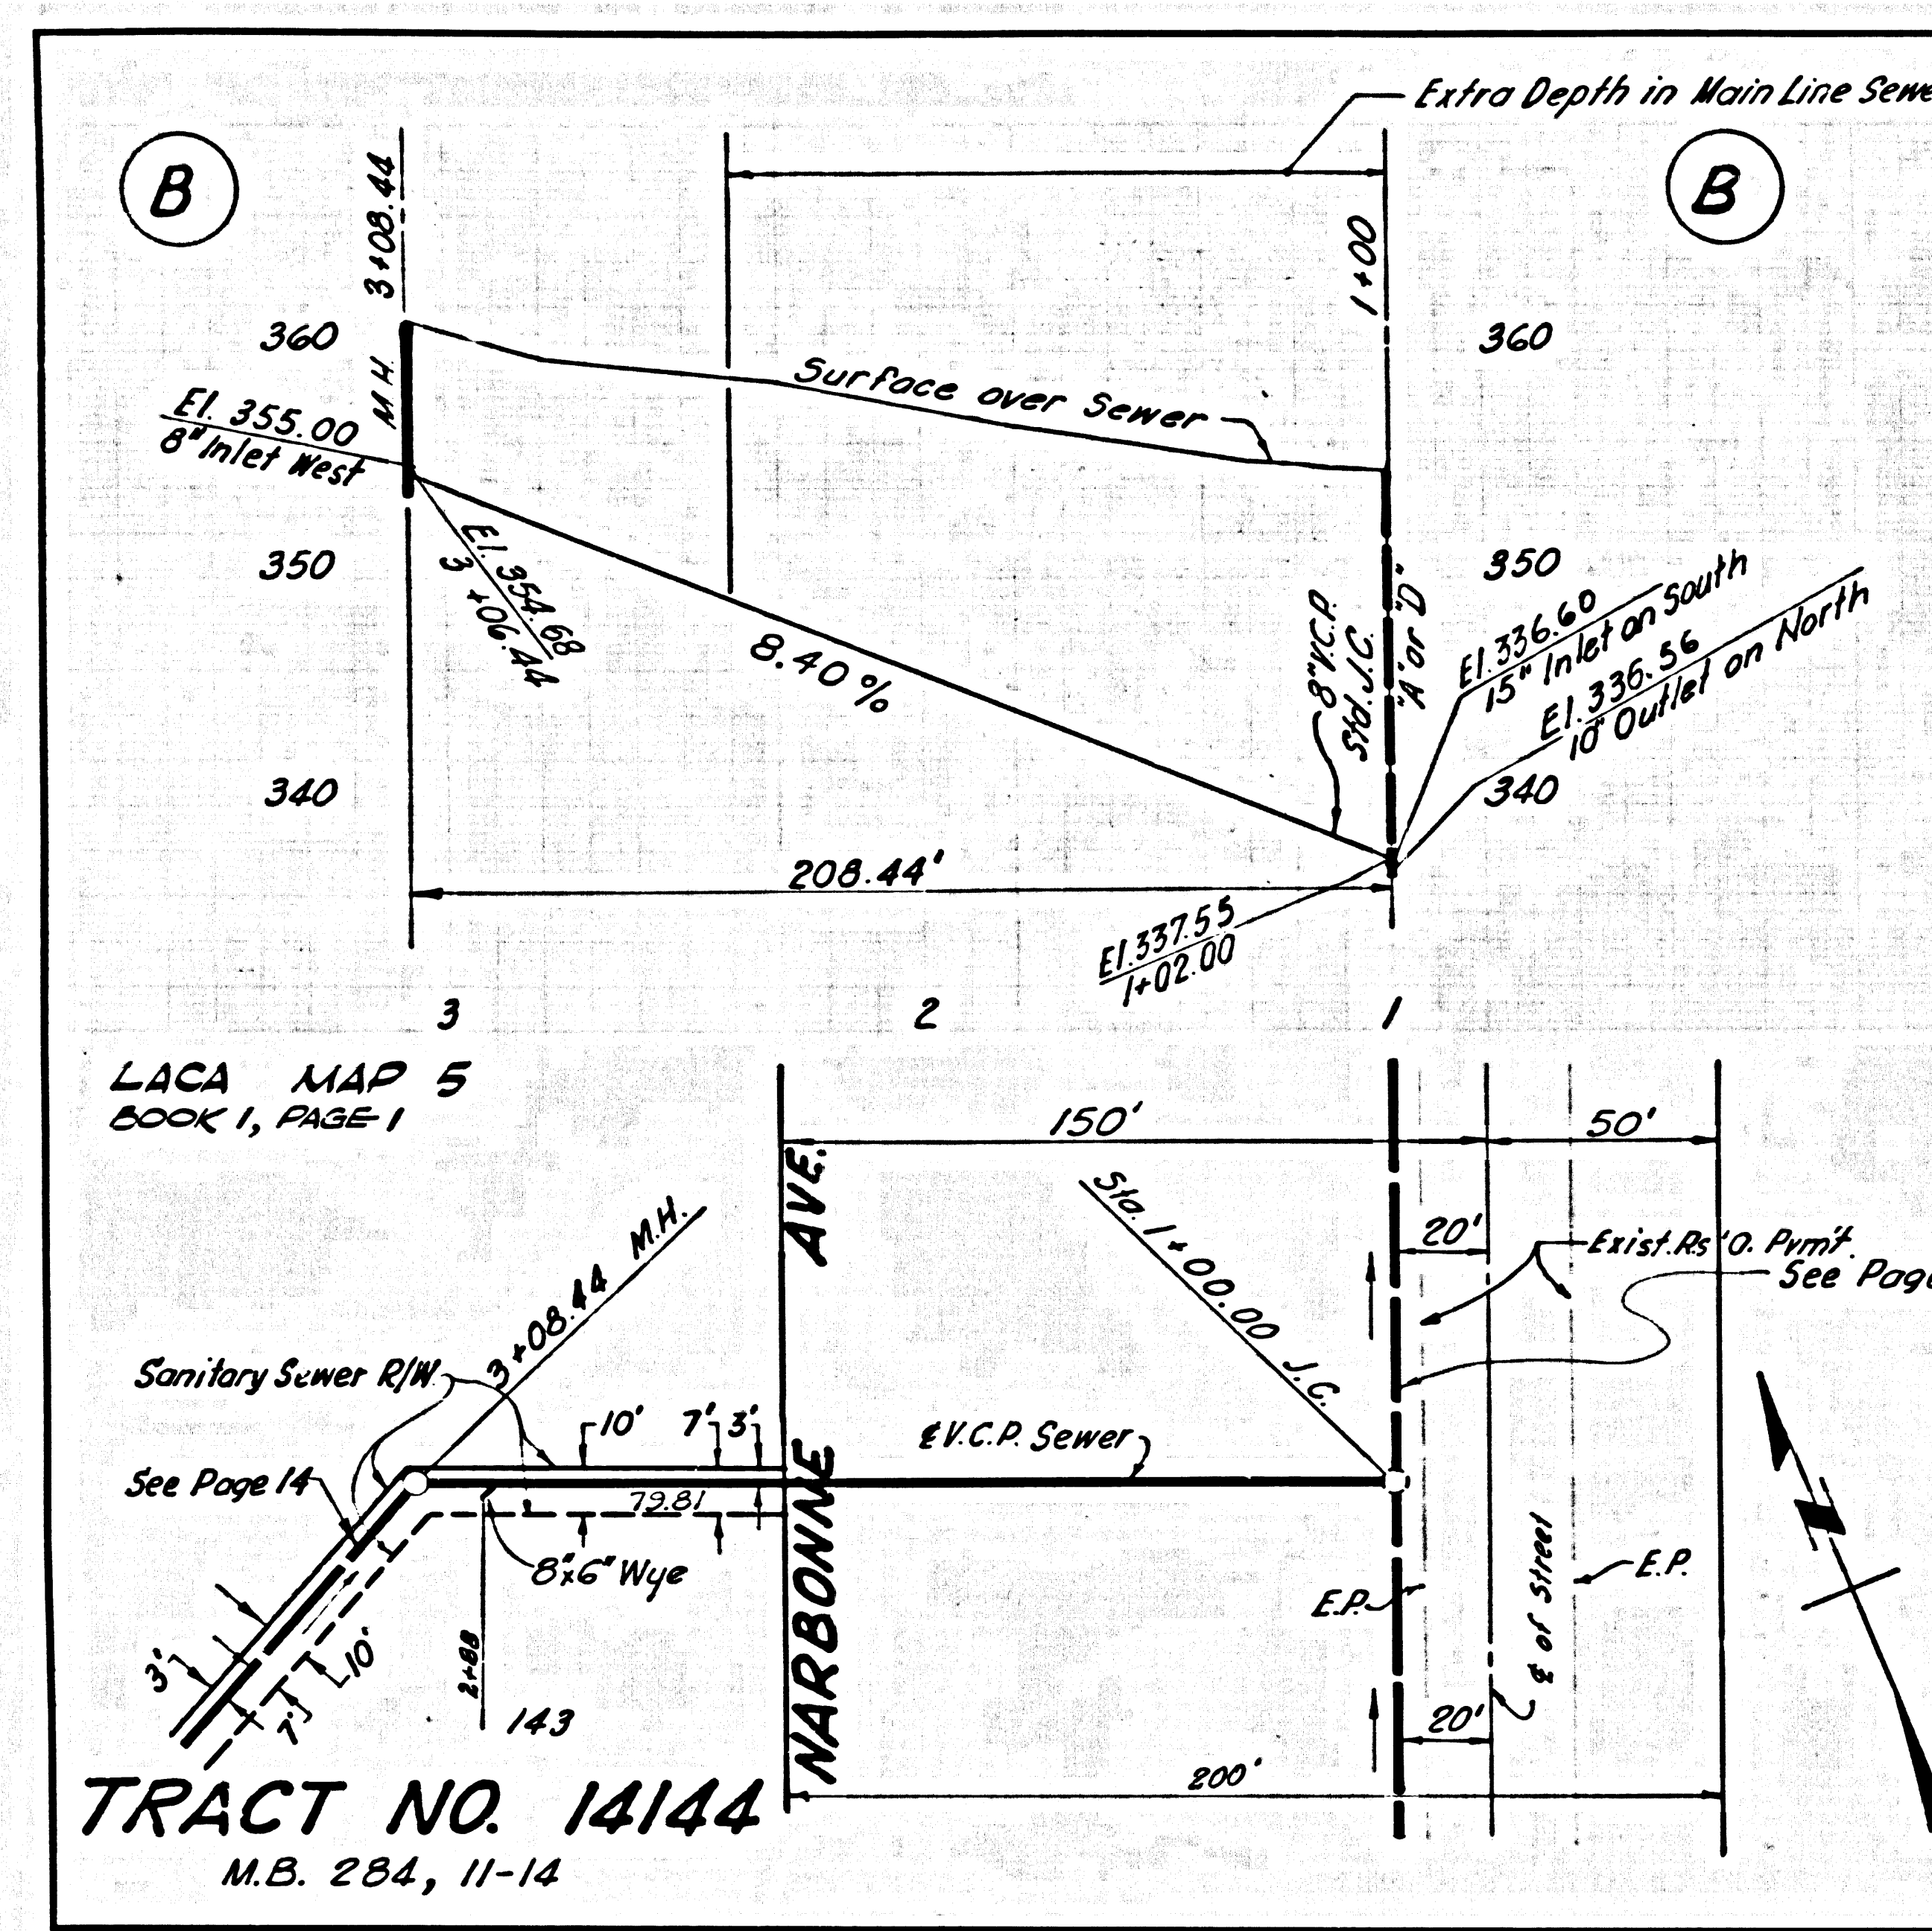 Extra Depth in Main Line Sewe
B
B
3+08.44
1+00
360
360
M.H.
Surface over Sewer
El. 355.00
8" Inlet West
350
350
El. 354.68
3+06.44
8.40 %
8" V.C.P.
Std. J.C.
"A" or "D"
El. 336.60
15" Inlet on South
El. 336.56
10" Outlet on North
340
340
208.44'
El. 337.55
1+02.00
3 2 1
LACA MAP 5
BOOK 1, PAGE 1
150'
50'
3+08.44 M.H.
Sta. 1+00.00 J.C.
20'
Exist. Rs 'O. Pvm't.
See Page
Sanitary Sewer R/W
10' 7' 3'
℄ V.C.P. Sewer
See Page 14
79.81
8"x6" Wye
NARBONNE AVE.
E.P.
E.P.
℄ of Street
3'
7'
10'
2+88
143
20'
200'
N
TRACT NO. 14144
M.B. 284, 11-14